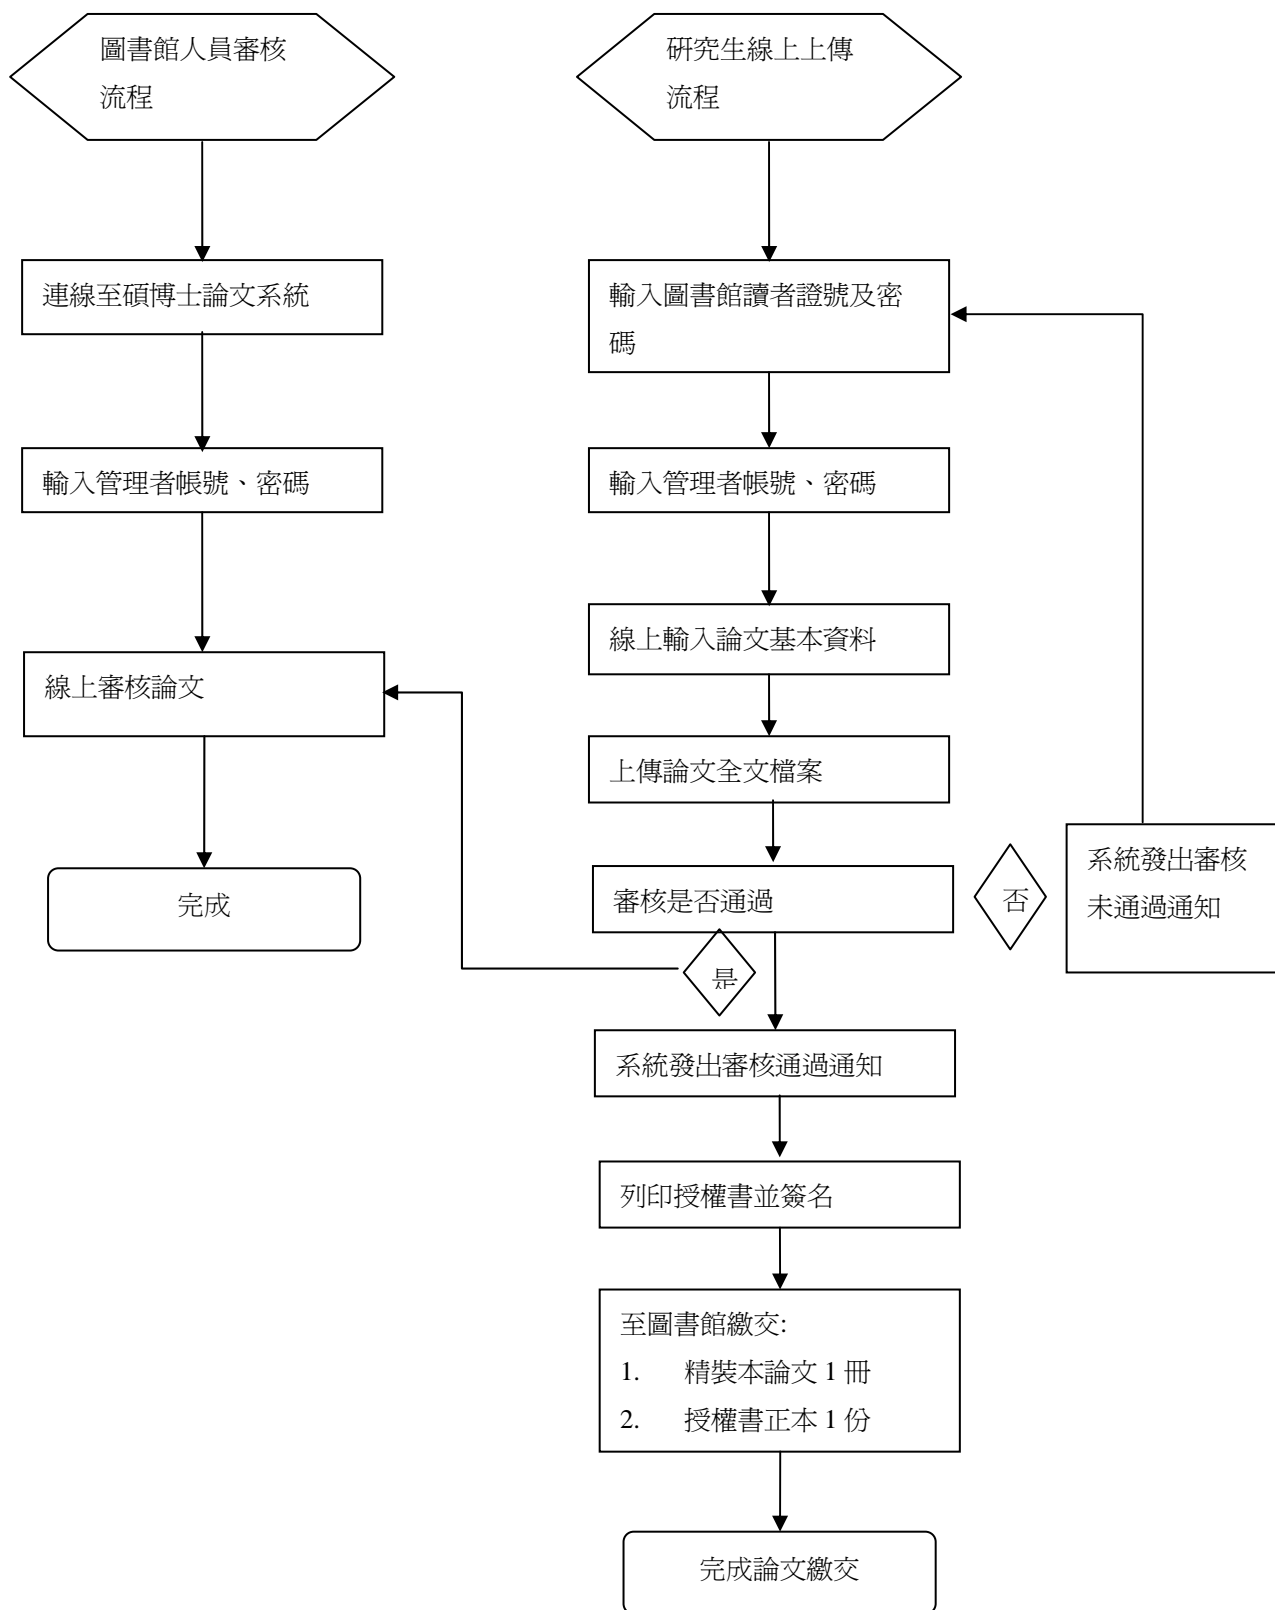 圖書館人員審核
流程
連線至碩博士論文系統
輸入管理者帳號、密碼
線上審核論文
完成
研究生線上上傳
流程
輸入圖書館讀者證號及密
碼
輸入管理者帳號、密碼
線上輸入論文基本資料
上傳論文全文檔案
審核是否通過
否
系統發出審核
未通過通知
是
系統發出審核通過通知
列印授權書並簽名
至圖書館繳交:
1. 精裝本論文 1 冊
2. 授權書正本 1 份
完成論文繳交